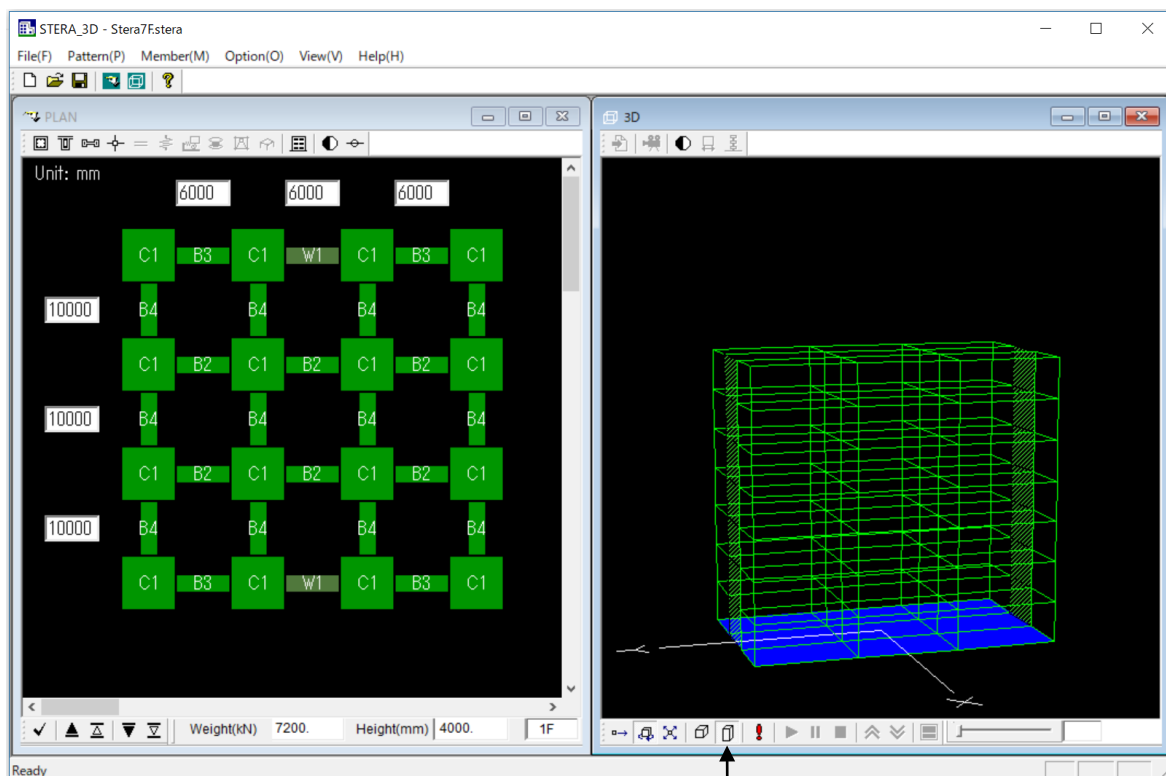 STERA_3D - Stera7F.stera
File(F) Pattern(P) Member(M) Option(O) View(V) Help(H)
PLAN
Unit: mm
6000 6000 6000
C1 B3 C1 W1 C1 B3 C1
10000 B4 B4 B4 B4
C1 B2 C1 B2 C1 B2 C1
10000 B4 B4 B4 B4
C1 B2 C1 B2 C1 B2 C1
10000 B4 B4 B4 B4
C1 B3 C1 W1 C1 B3 C1
Weight(kN) 7200. Height(mm) 4000. 1F
3D
Ready